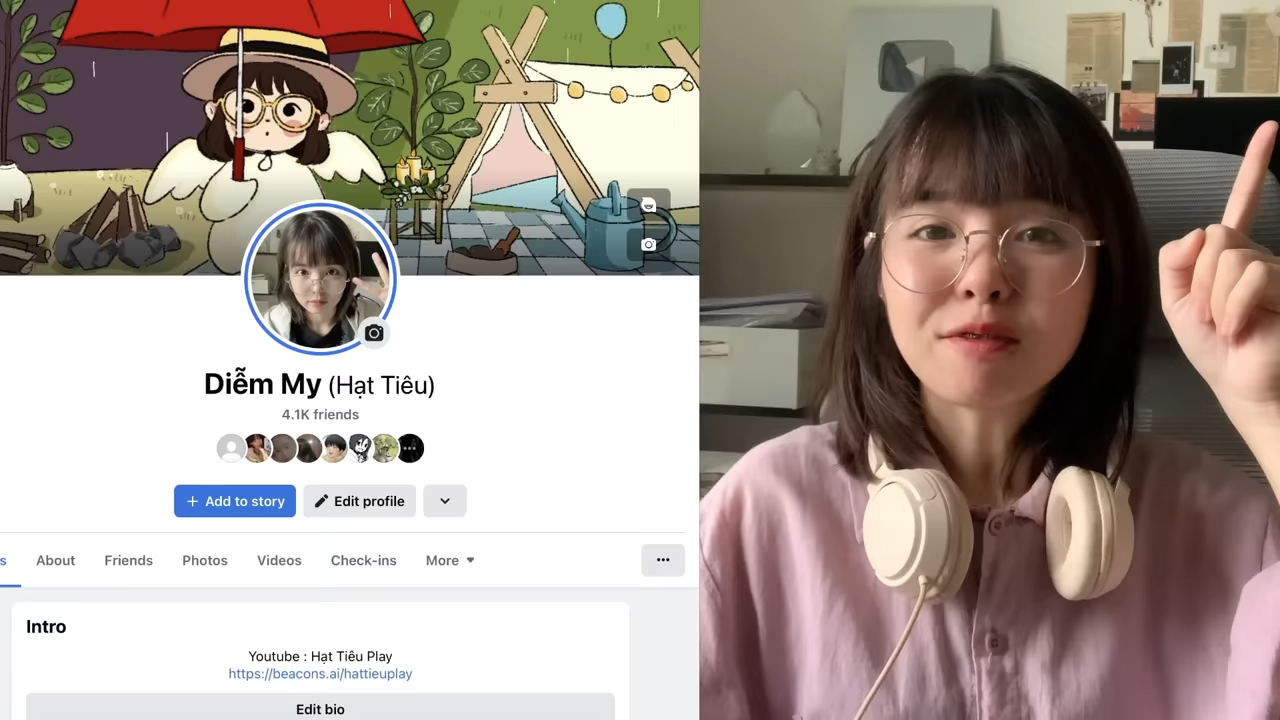 Diễm My (Hạt Tiêu)
4.1K friends
+ Add to story
Edit profile
s
About
Friends
Photos
Videos
Check-ins
More
Intro
Youtube : Hạt Tiêu Play
https://beacons.ai/hattieuplay
Edit bio